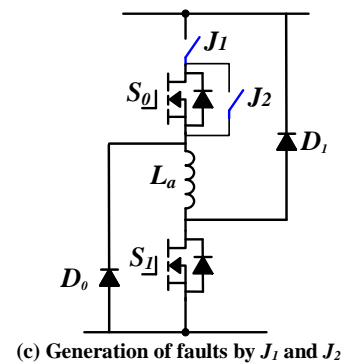 J1
S0
J2
D1
La
S1
D0
(c) Generation of faults by J1 and J2